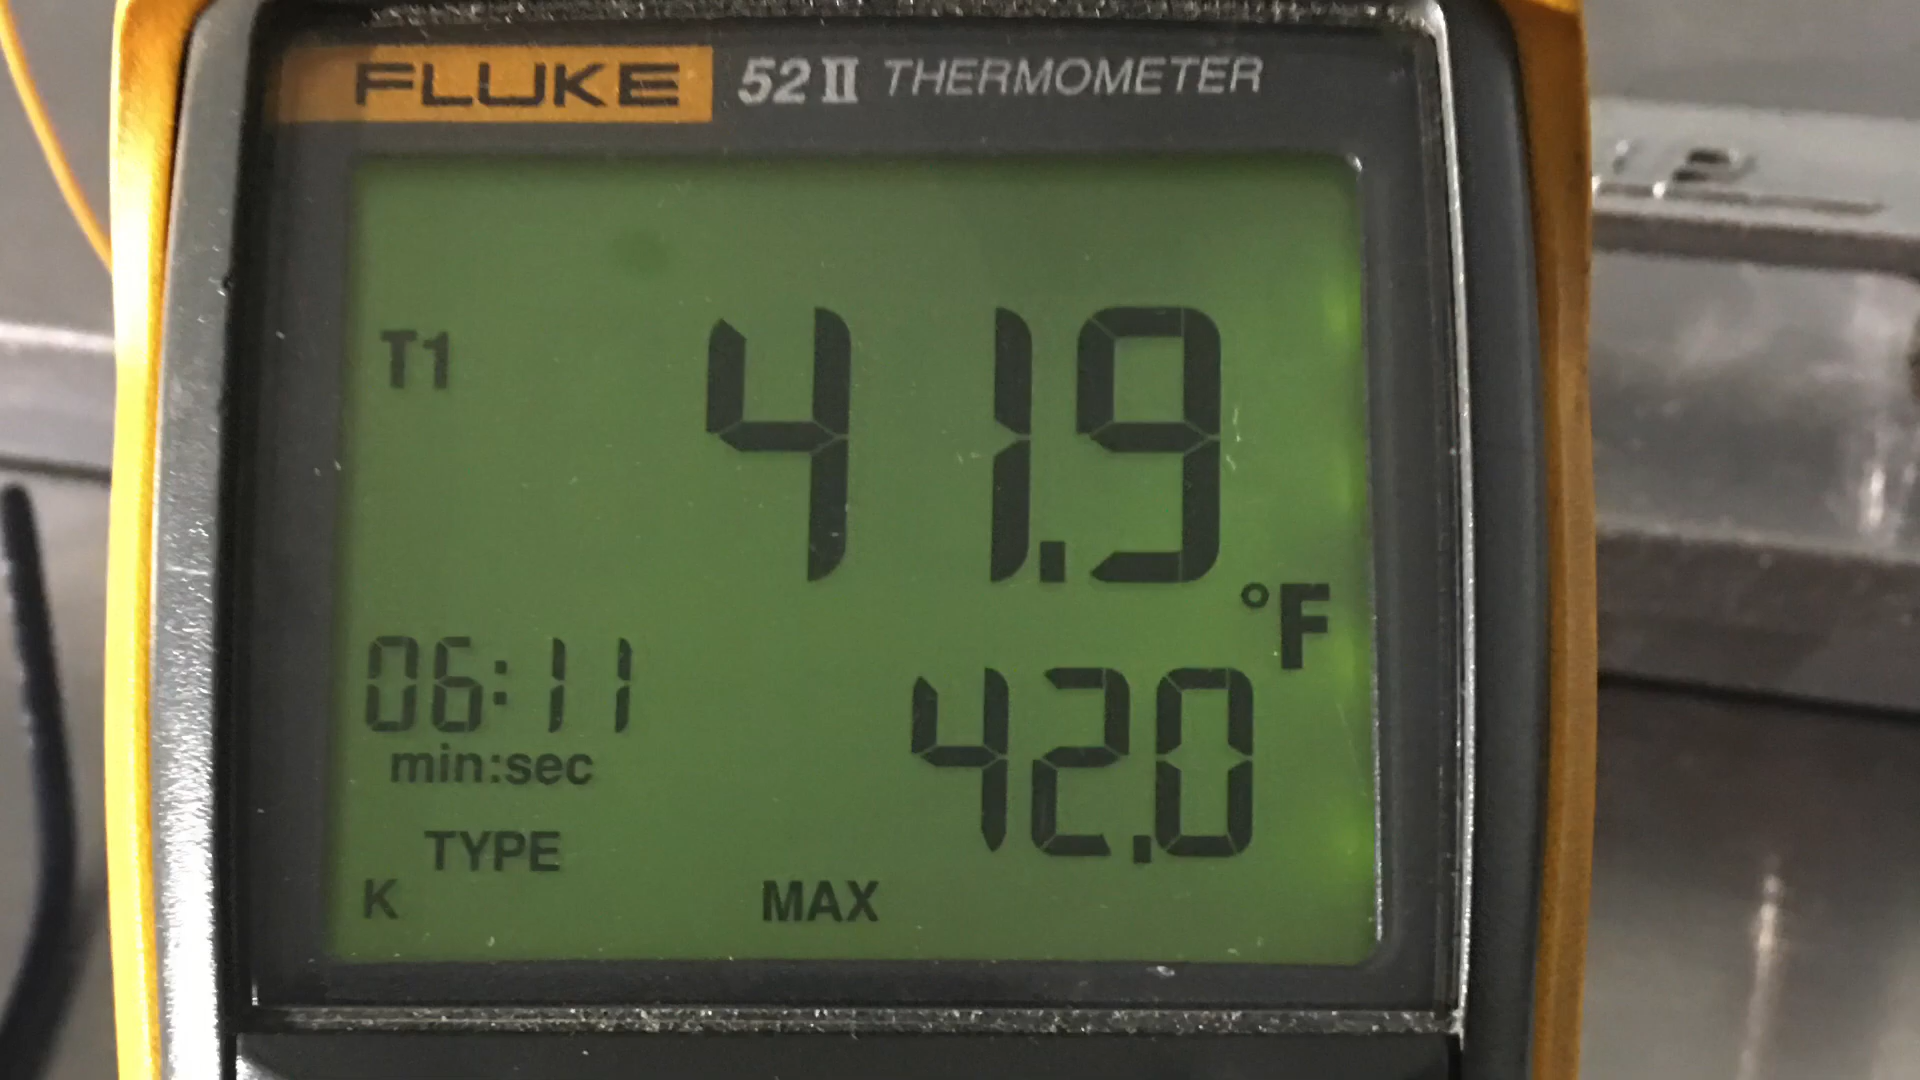 FLUKE 52 II THERMOMETER
T1 41.9
°F
06:11 42.0
min:sec
TYPE
K MAX